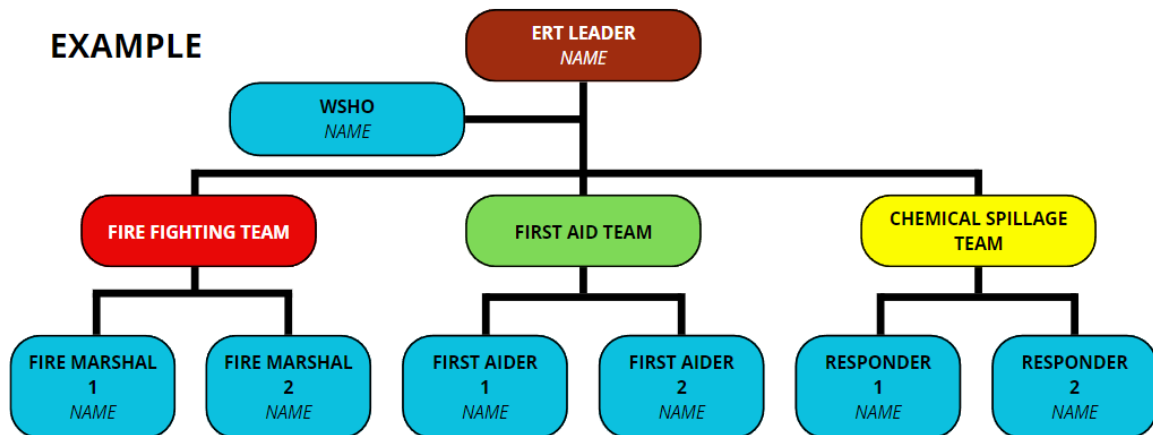 EXAMPLE
ERT LEADER
NAME
WSHO
NAME
FIRE FIGHTING TEAM
FIRST AID TEAM
CHEMICAL SPILLAGE
TEAM
FIRE MARSHAL
1
NAME
FIRE MARSHAL
2
NAME
FIRST AIDER
1
NAME
FIRST AIDER
2
NAME
RESPONDER
1
NAME
RESPONDER
2
NAME